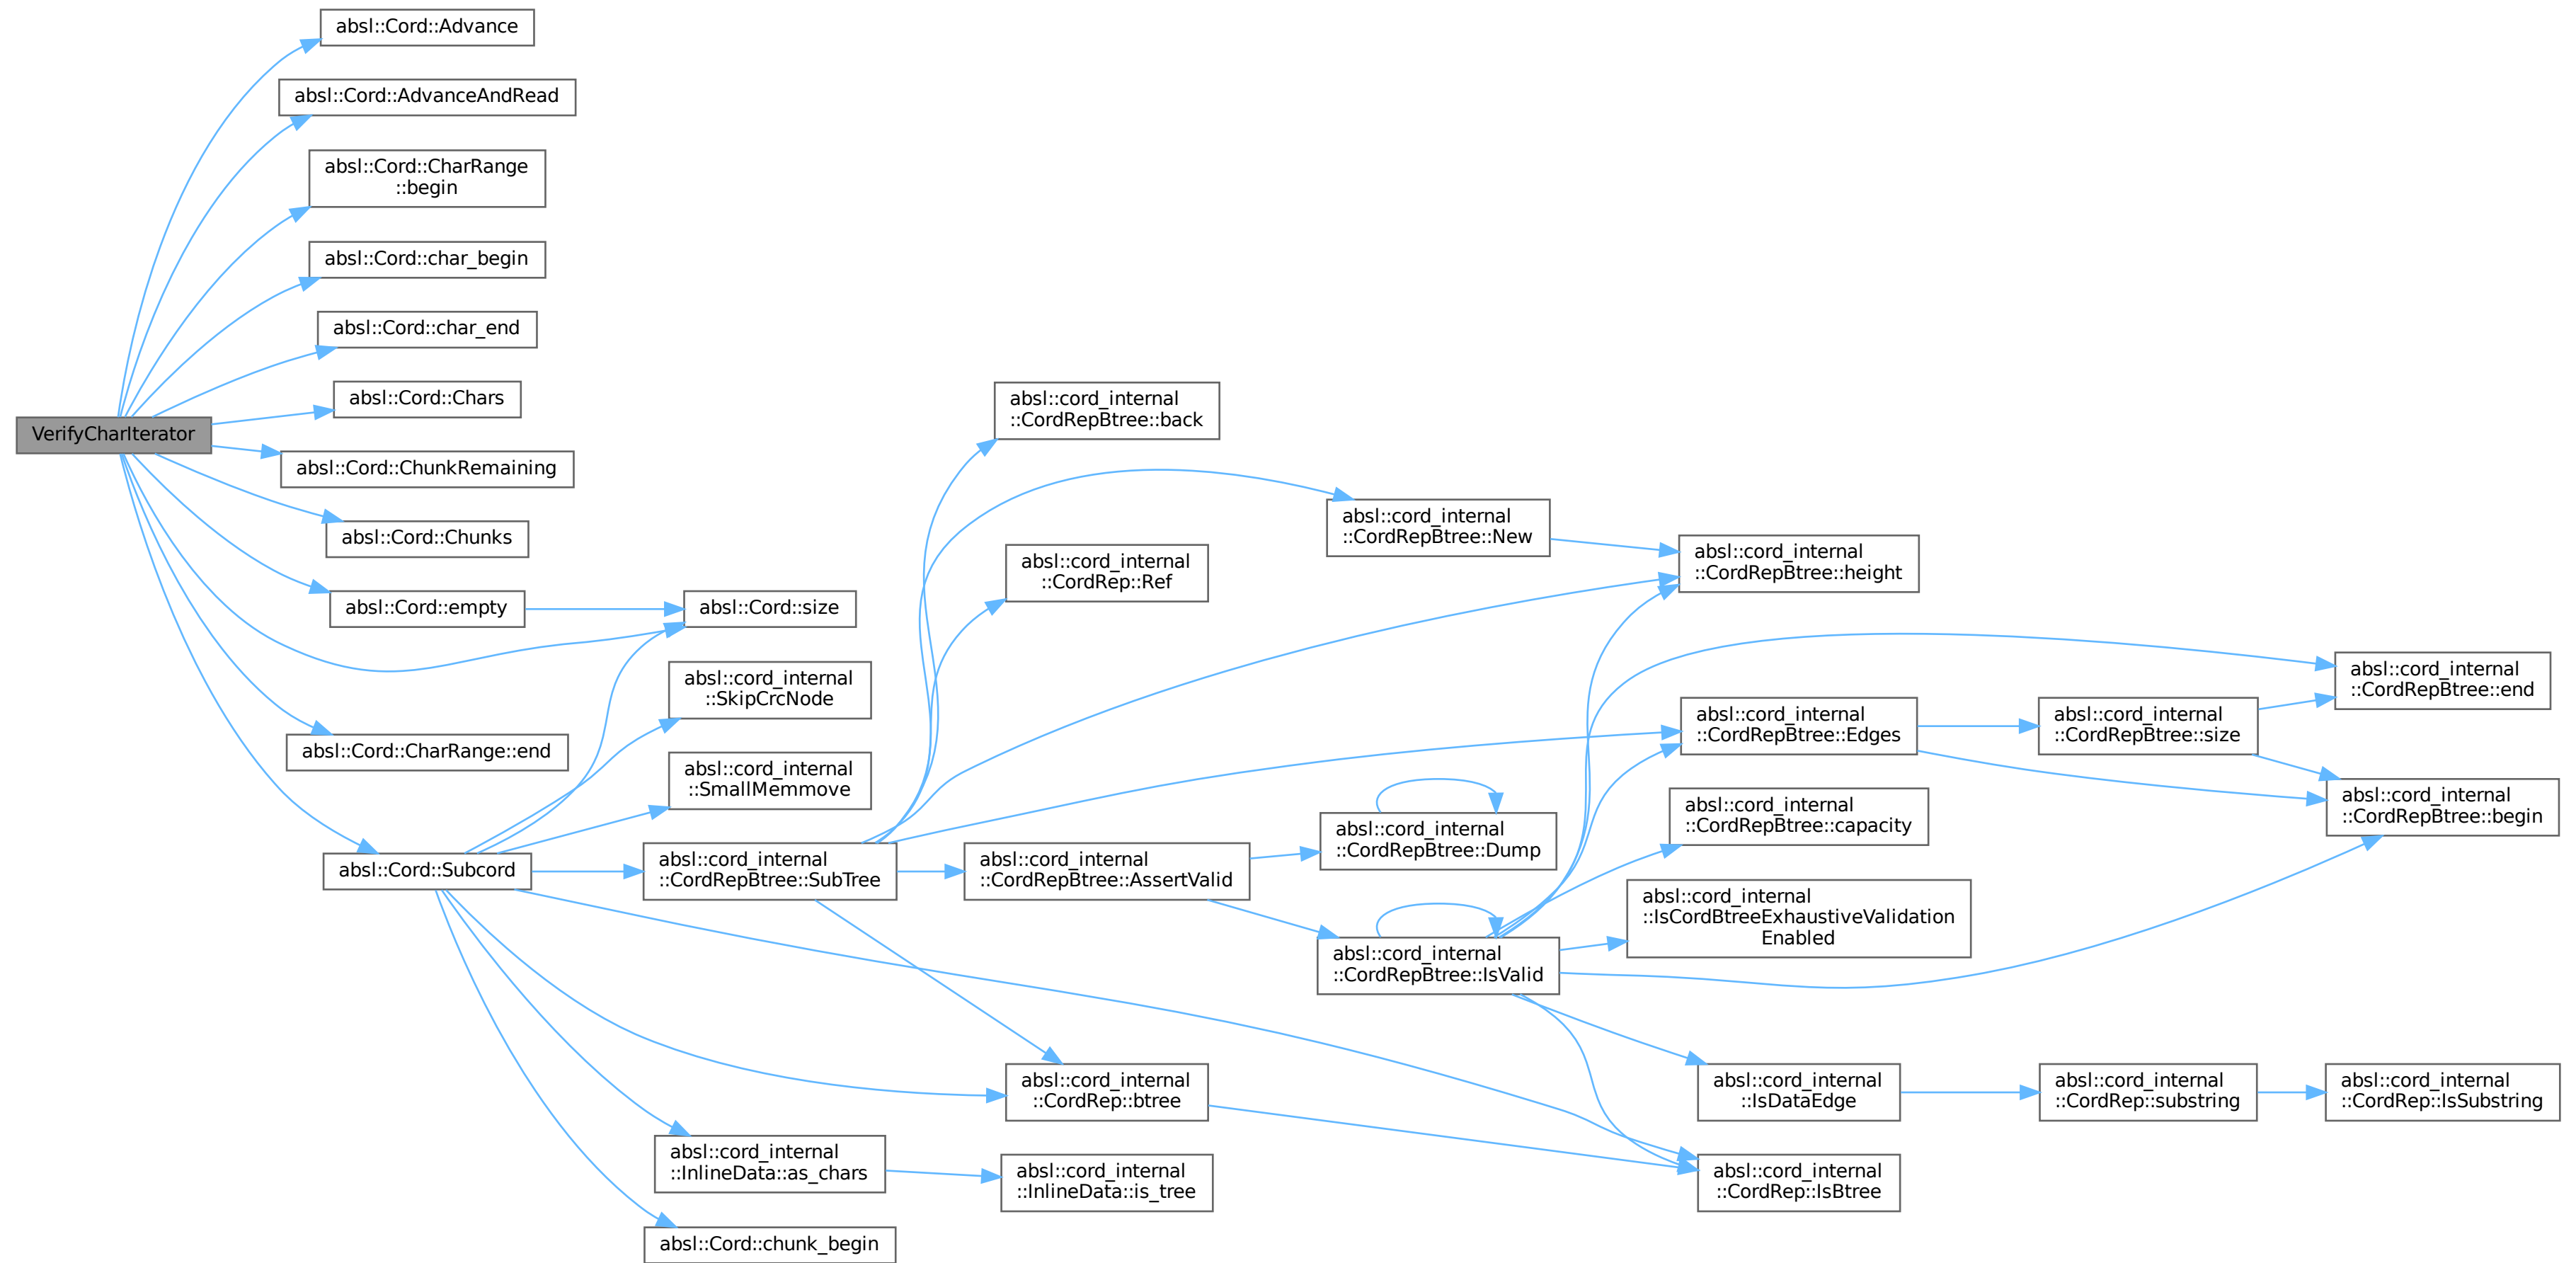 VerifyCharIterator
absl::Cord::Advance
absl::Cord::AdvanceAndRead
absl::Cord::CharRange
::begin
absl::Cord::char_begin
absl::Cord::char_end
absl::Cord::Chars
absl::Cord::ChunkRemaining
absl::Cord::Chunks
absl::Cord::empty
absl::Cord::size
absl::Cord::CharRange::end
absl::Cord::Subcord
absl::cord_internal
::SkipCrcNode
absl::cord_internal
::SmallMemmove
absl::cord_internal
::CordRepBtree::SubTree
absl::cord_internal
::InlineData::as_chars
absl::Cord::chunk_begin
absl::cord_internal
::CordRepBtree::back
absl::cord_internal
::CordRep::Ref
absl::cord_internal
::CordRepBtree::AssertValid
absl::cord_internal
::CordRep::btree
absl::cord_internal
::InlineData::is_tree
absl::cord_internal
::CordRepBtree::New
absl::cord_internal
::CordRepBtree::Dump
absl::cord_internal
::CordRepBtree::IsValid
absl::cord_internal
::CordRepBtree::height
absl::cord_internal
::CordRepBtree::Edges
absl::cord_internal
::CordRepBtree::capacity
absl::cord_internal
::IsCordBtreeExhaustiveValidation
Enabled
absl::cord_internal
::IsDataEdge
absl::cord_internal
::CordRep::IsBtree
absl::cord_internal
::CordRepBtree::size
absl::cord_internal
::CordRep::substring
absl::cord_internal
::CordRepBtree::end
absl::cord_internal
::CordRepBtree::begin
absl::cord_internal
::CordRep::IsSubstring